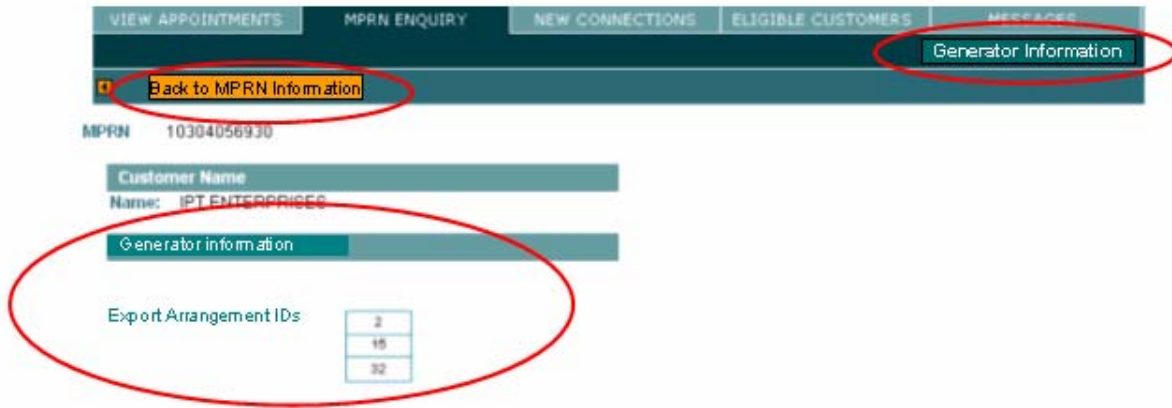 VIEW APPOINTMENTS MPRN ENQUIRY NEW CONNECTIONS ELIGIBLE CUSTOMERS MESSAGES
Generator Information
Back to MPRN Information
MPRN 10304056930
Customer Name
Name: IPT ENTERPRISES
Generator information
Export Arrangement IDs
2
15
32